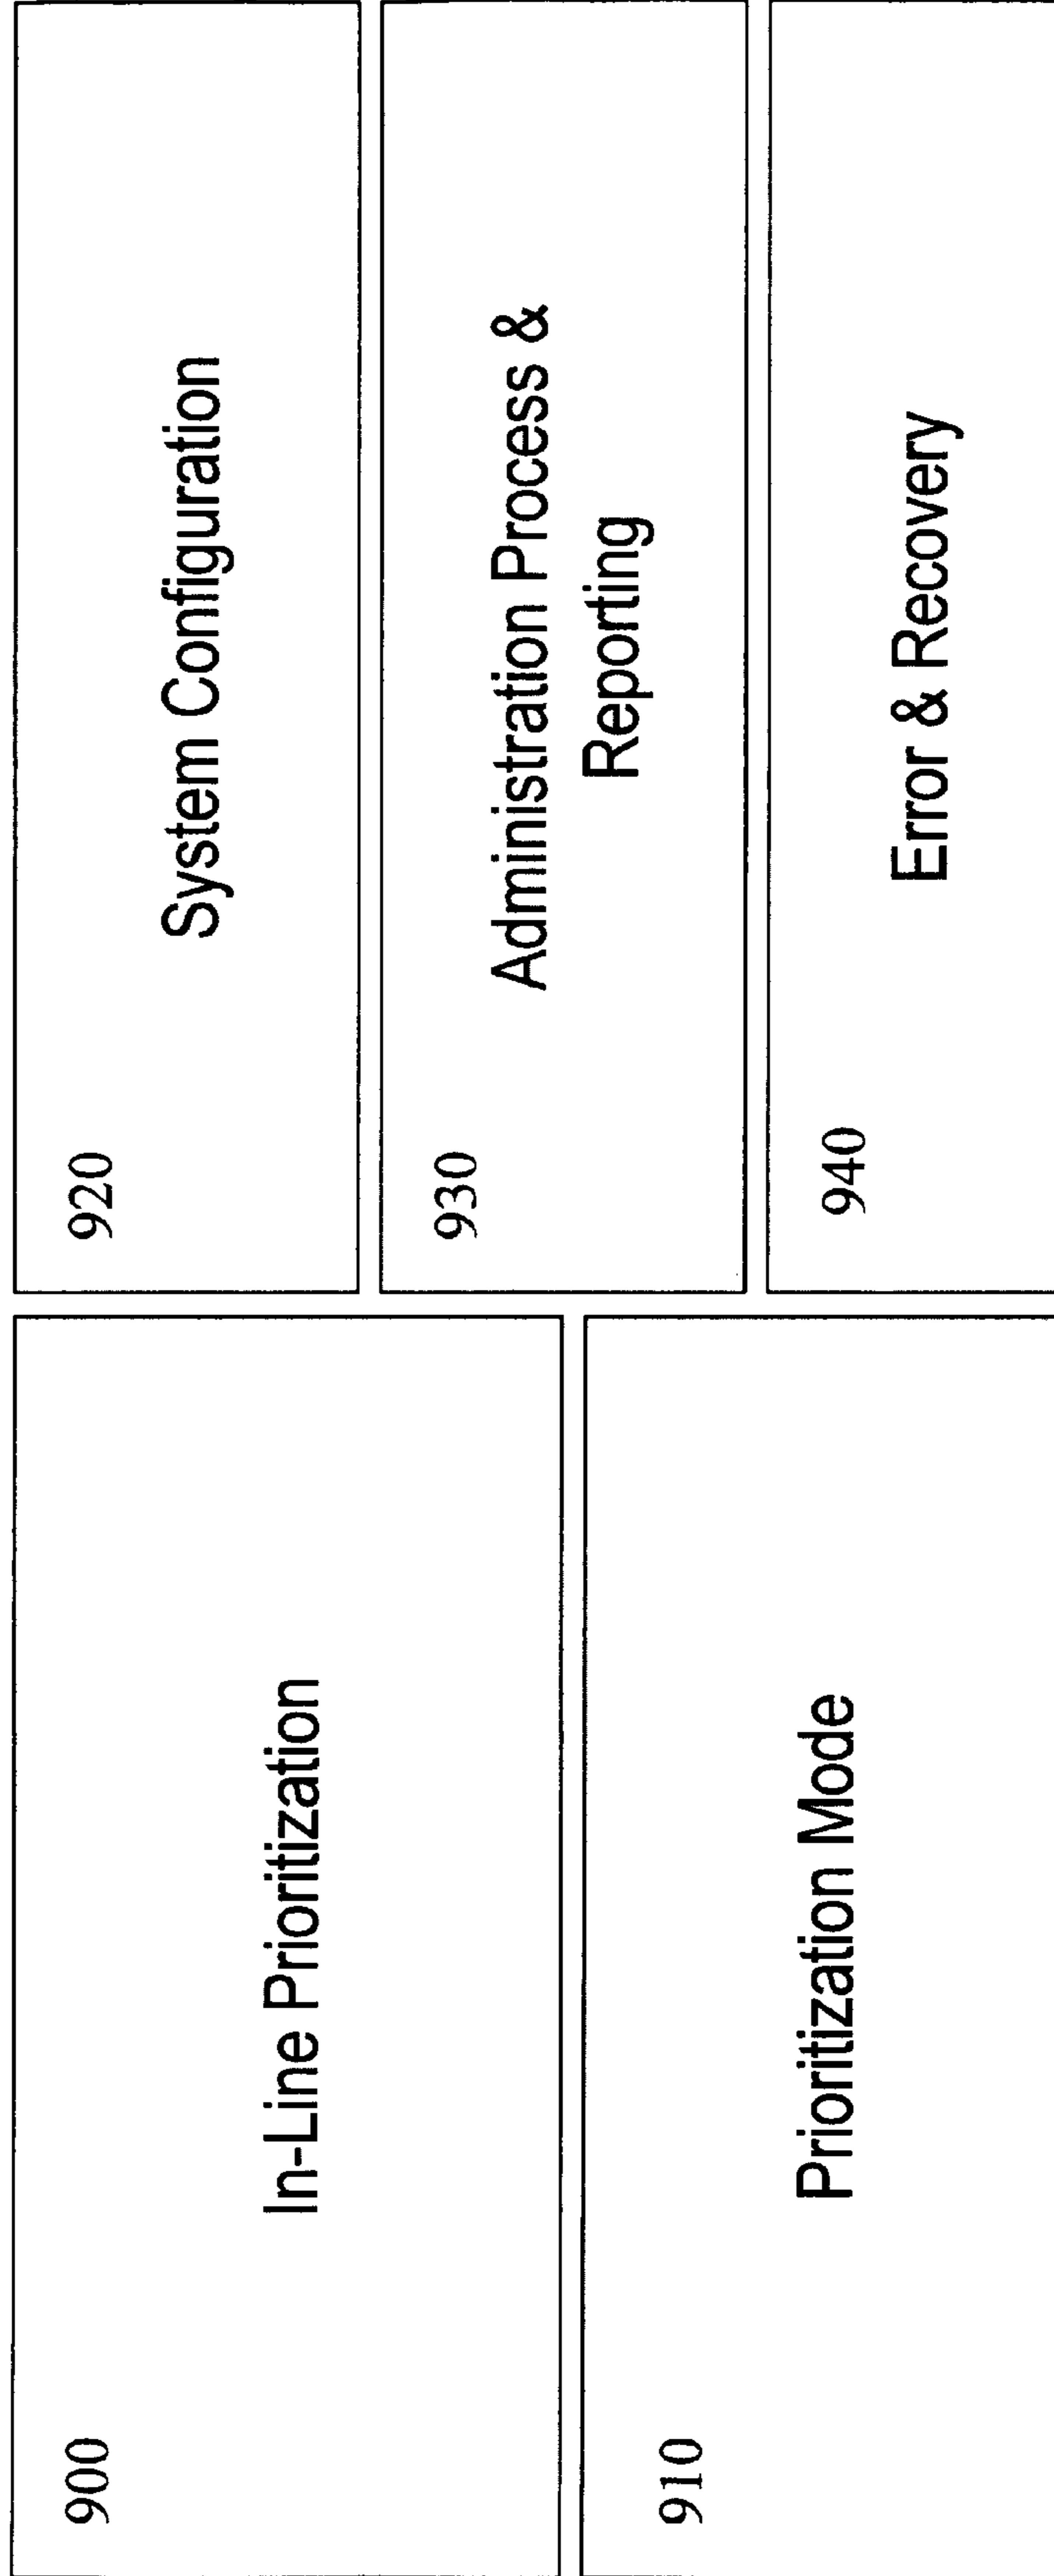 900
In-Line Prioritization
910
Prioritization Mode
920
System Configuration
930
Administration Process &
Reporting
940
Error & Recovery